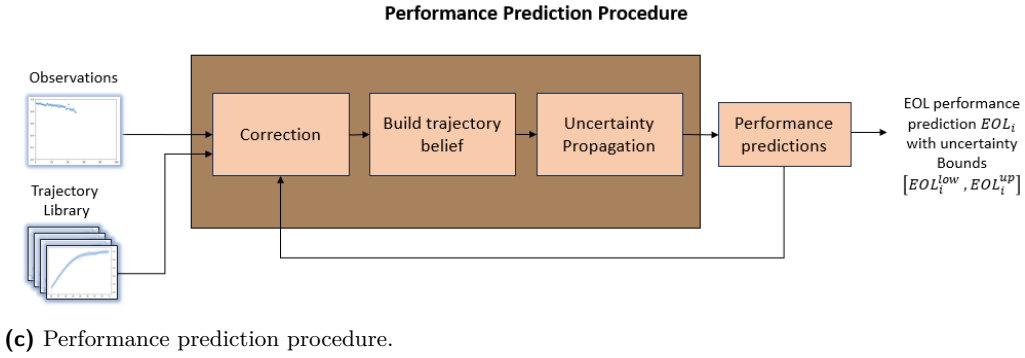 Performance Prediction Procedure
Observations
Trajectory
Library
Correction
Build trajectory
belief
Uncertainty
Propagation
Performance
predictions
EOL performance
prediction EOL_i
with uncertainty
Bounds
[EOL_i^low , EOL_i^up]
(c) Performance prediction procedure.